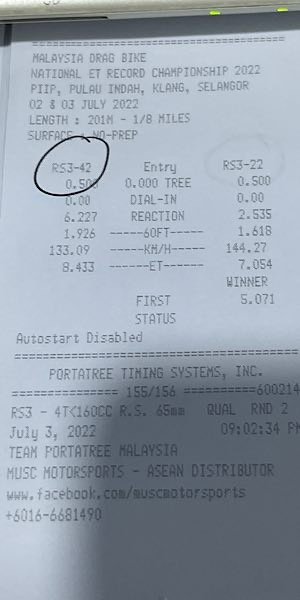 MALAYSIA DRAG BIKE
NATIONAL ET RECORD CHAMPIONSHIP 2022
PIIP, PULAU INDAH, KLANG, SELANGOR
02 & 03 JULY 2022
LENGTH : 201M - 1/8 MILES
SURFACE : NO-PREP
RS3-42 Entry RS3-22
0.500 0.000 TREE 0.500
0.00 DIAL-IN 0.00
6.227 REACTION 2.535
1.926 -----60FT----- 1.618
133.09 -----KM/H----- 144.27
8.433 ------ET------ 7.054
WINNER
FIRST 5.071
STATUS
Autostart Disabled
PORTATREE TIMING SYSTEMS, INC.
=============== 155/156 ==========600214
RS3 - 4T<160CC R.S. 65mm QUAL RND 2
July 3, 2022 09:02:34 PM
TEAM PORTATREE MALAYSIA
MUSC MOTORSPORTS - ASEAN DISTRIBUTOR
www.facebook.com/muscmotorsports
+6016-6681490